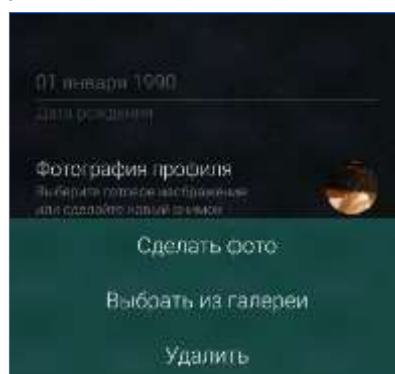 01 января 1990
Дата рождения
Фотография профиля
Выберите готовое изображение
или сделайте новый снимок
Сделать фото
Выбрать из галереи
Удалить